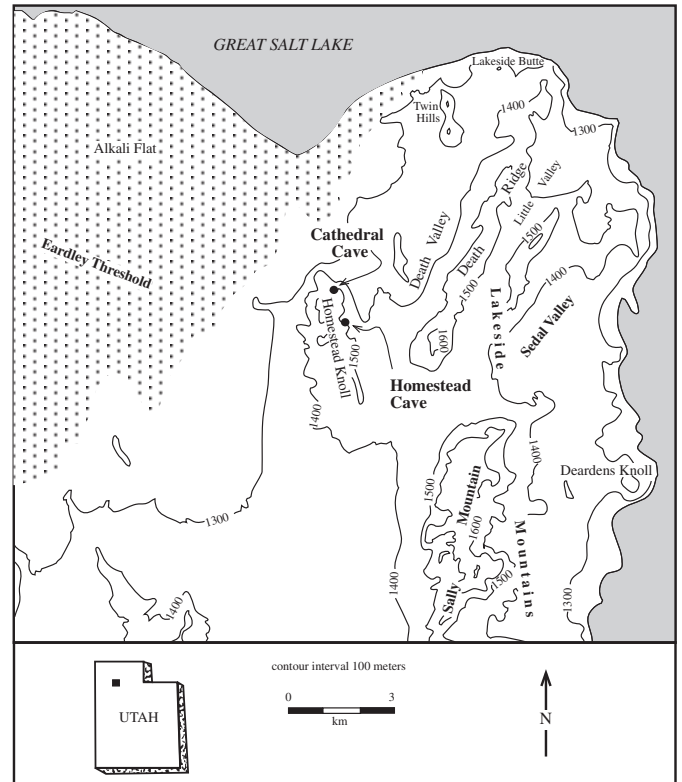 GREAT SALT LAKE
Lakeside Butte
Twin
Hills
1400
1300
Alkali Flat
Eardley Threshold
Death Valley
Death Ridge
Little Valley
1500
1400
1500
Cathedral
Cave
Homestead Knoll
1500
1600
Lakeside
Sedal Valley
Homestead
Cave
1400
1400
Deardens Knoll
1500
Mountain
1600
Sally
1500
Mountains
1300
1400
1400
1300
contour interval 100 meters
0 3
km
UTAH
N